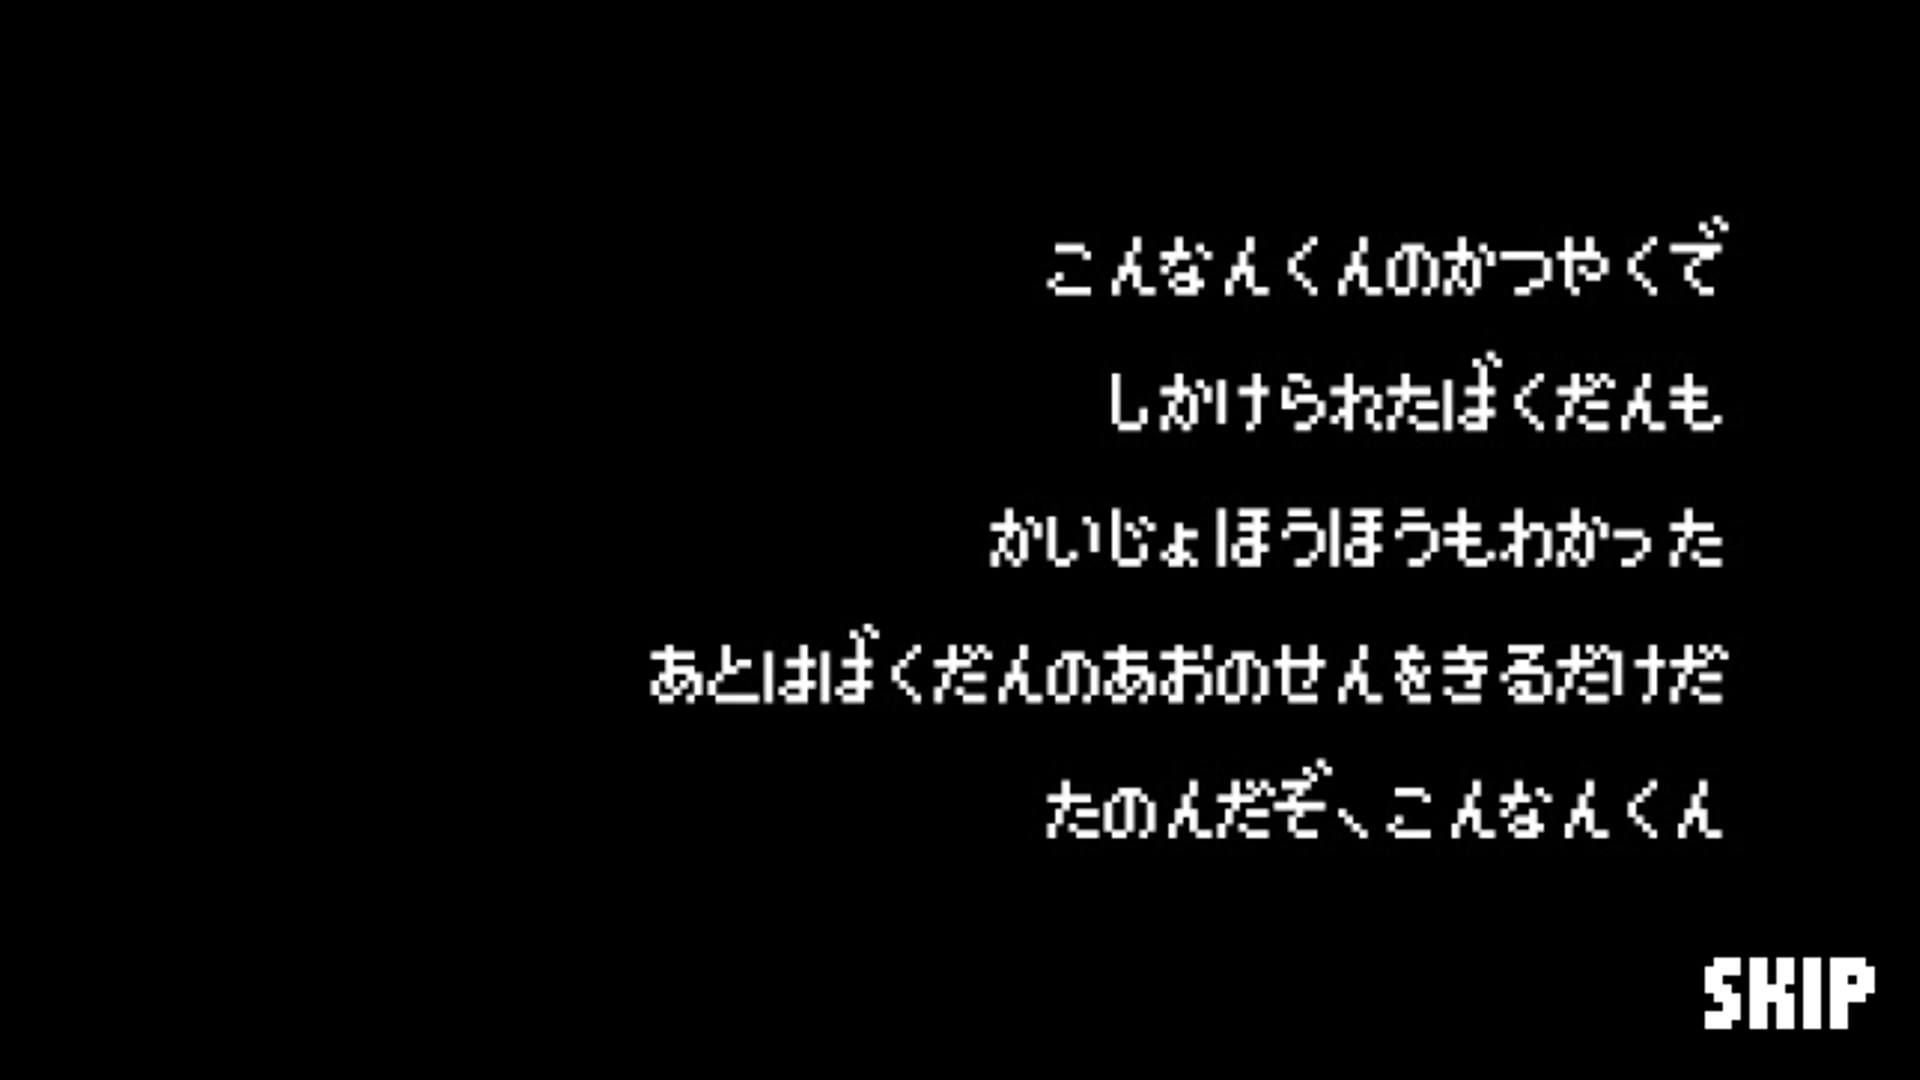 こんなんくんのかつやくで
しかけられたばくだんも
かいじょほうほうもわかった
あとはばくだんのあおのせんをきるだけだ
たのんだぞ、こんなんくん
SKIP